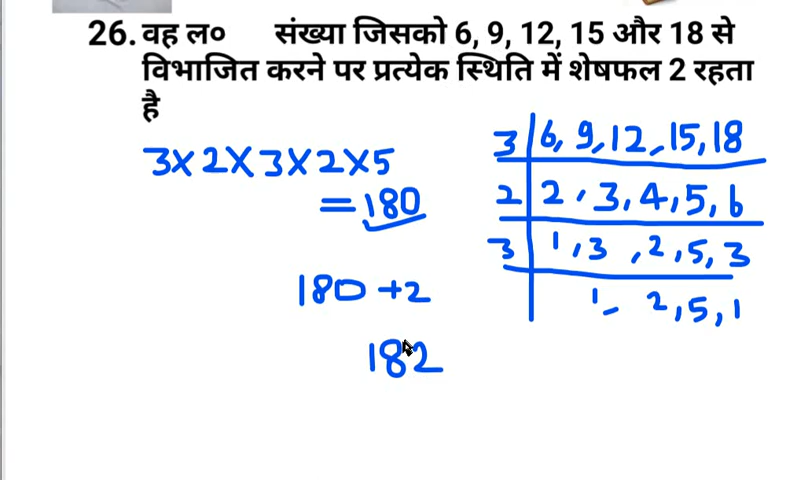 26. वह ल० संख्या जिसको 6, 9, 12, 15 और 18 से
विभाजित करने पर प्रत्येक स्थिति में शेषफल 2 रहता
है
3x2x3x2x5
=180
180 +2
182
3 6, 9, 12, 15, 18
2 2, 3, 4, 5, 6
3 1, 3, 2, 5, 3
1- 2, 5, 1